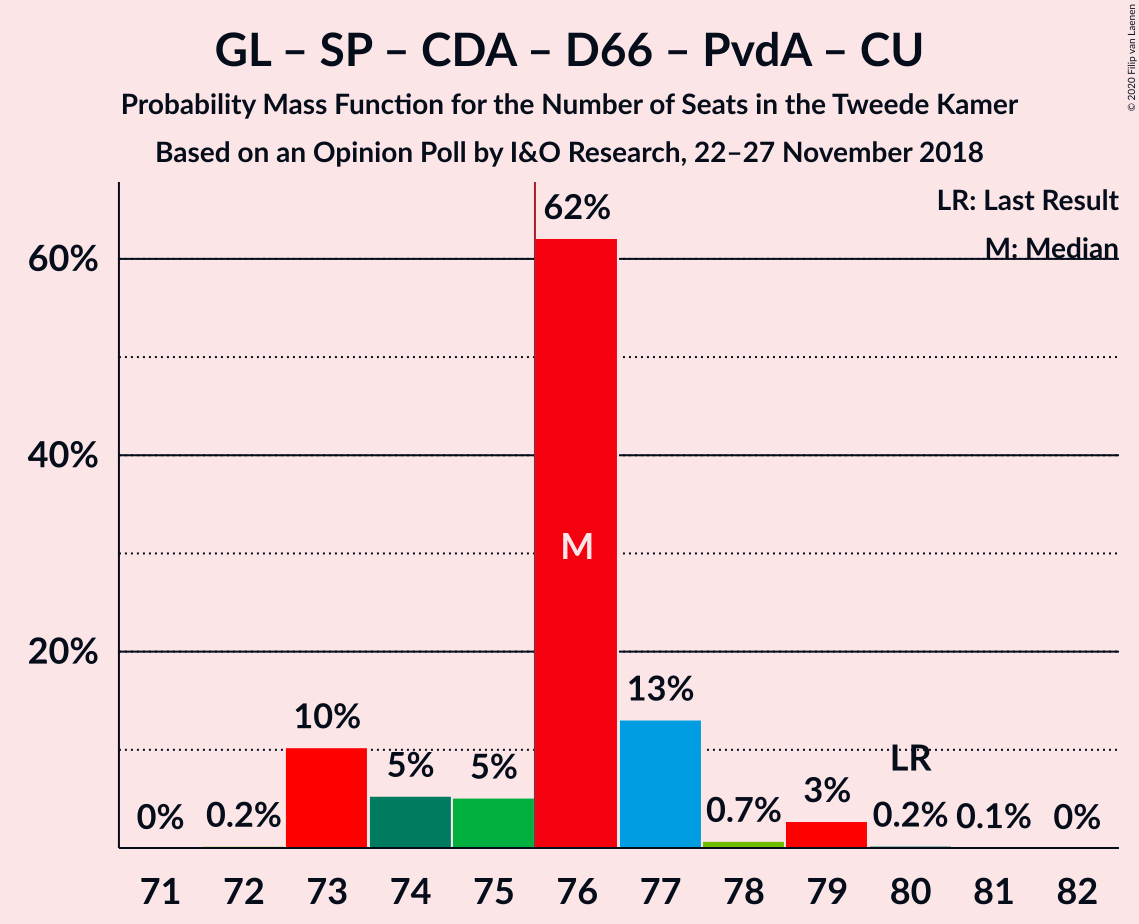 GL – SP – CDA – D66 – PvdA – CU
Probability Mass Function for the Number of Seats in the Tweede Kamer
Based on an Opinion Poll by I&O Research, 22–27 November 2018
© 2020 Filip van Laenen
LR: Last Result
M: Median
60%
40%
20%
0%
0.2%
10%
5%
5%
62%
M
13%
0.7%
3%
LR
0.2%
0.1%
0%
71 72 73 74 75 76 77 78 79 80 81 82